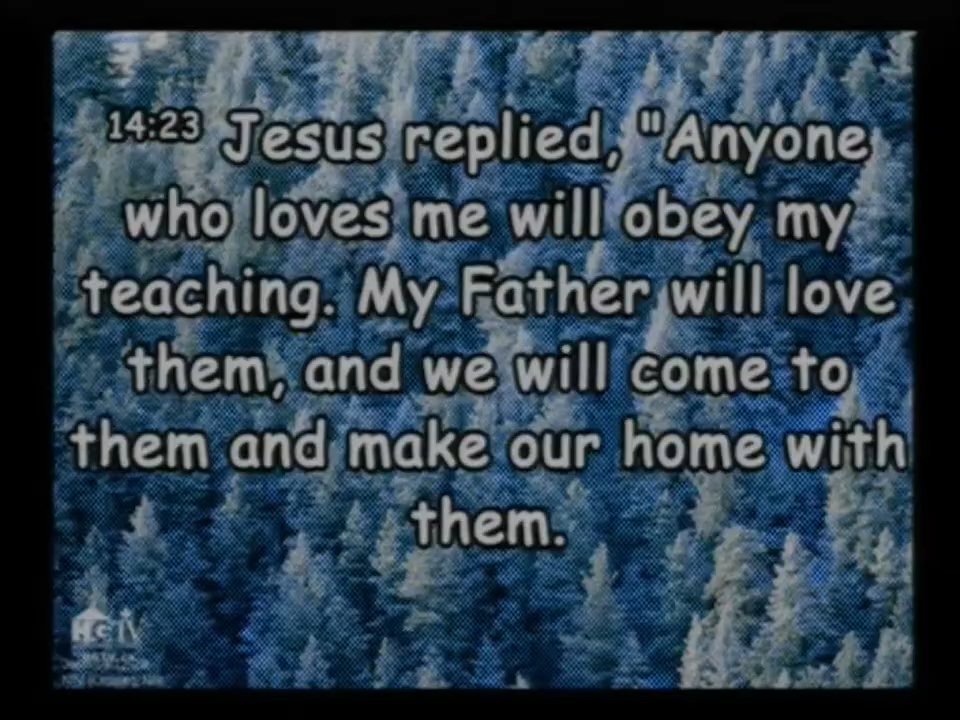 14:23 Jesus replied, "Anyone
who loves me will obey my
teaching. My Father will love
them, and we will come to
them and make our home with
them.
HGTV